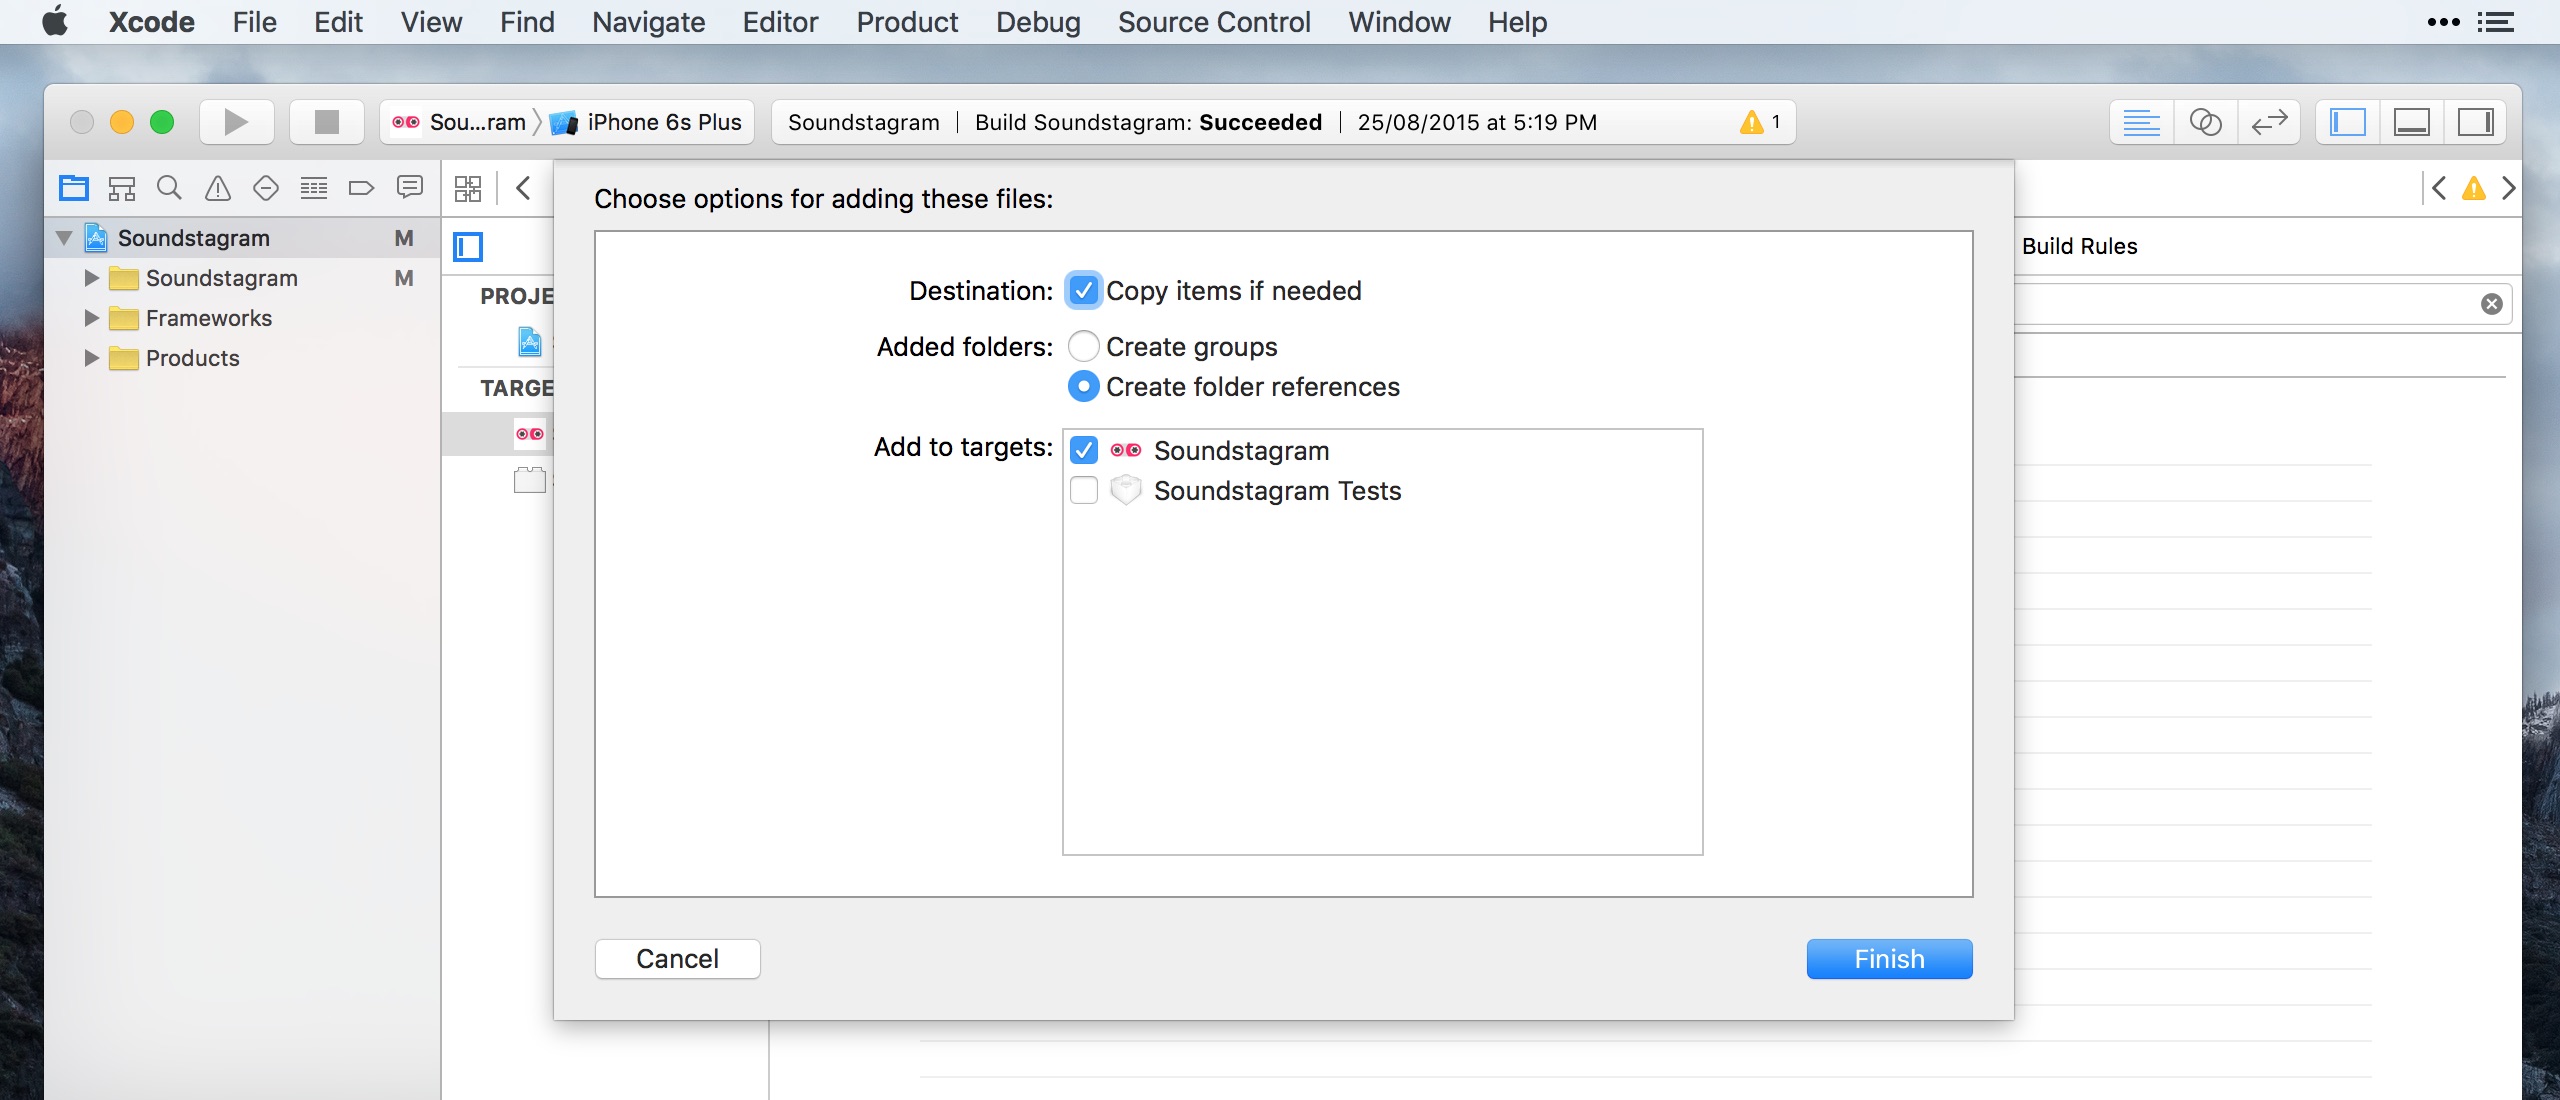 Xcode File Edit View Find Navigate Editor Product Debug Source Control Window Help
Sou...ram iPhone 6s Plus Soundstagram Build Soundstagram: Succeeded 25/08/2015 at 5:19 PM 1
Choose options for adding these files:
Soundstagram M
Soundstagram M
Frameworks
Products
PROJE
TARGE
Build Rules
Destination: Copy items if needed
Added folders: Create groups
Create folder references
Add to targets: Soundstagram
Soundstagram Tests
Cancel Finish